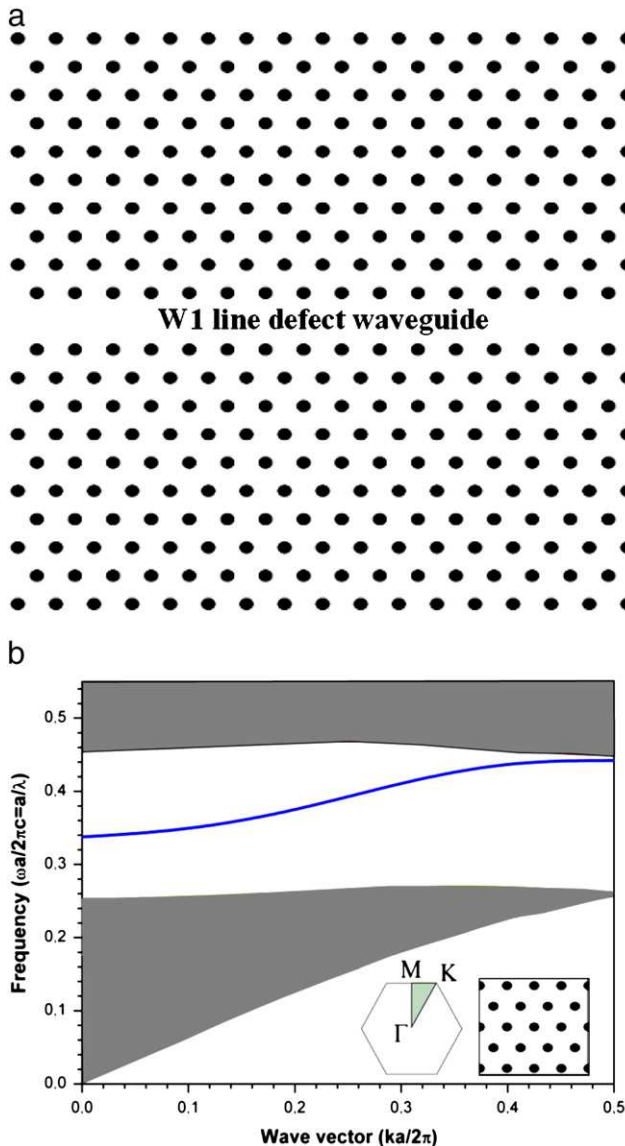 a
W1 line defect waveguide
b
0.5
0.4
0.3
0.2
0.1
0.0
Frequency (ωa/2πc=a/λ)
M K
Γ
0.0 0.1 0.2 0.3 0.4 0.5
Wave vector (ka/2π)